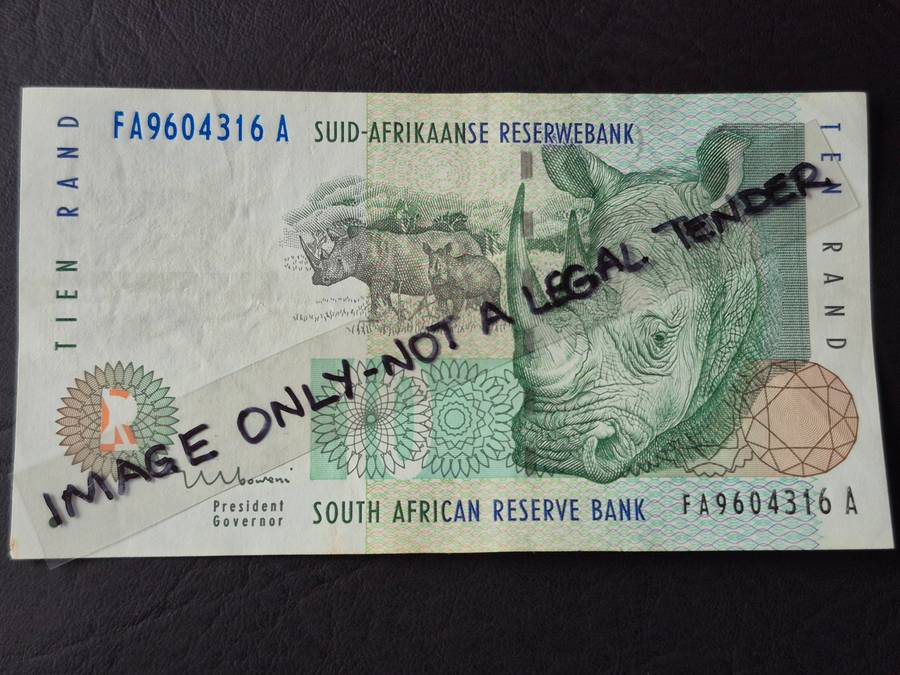 FA9604316 A
SUID-AFRIKAANSE RESERWEBANK
TIEN RAND
TEN RAND
IMAGE ONLY-NOT A LEGAL TENDER
R
President
Governor
SOUTH AFRICAN RESERVE BANK
FA9604316 A